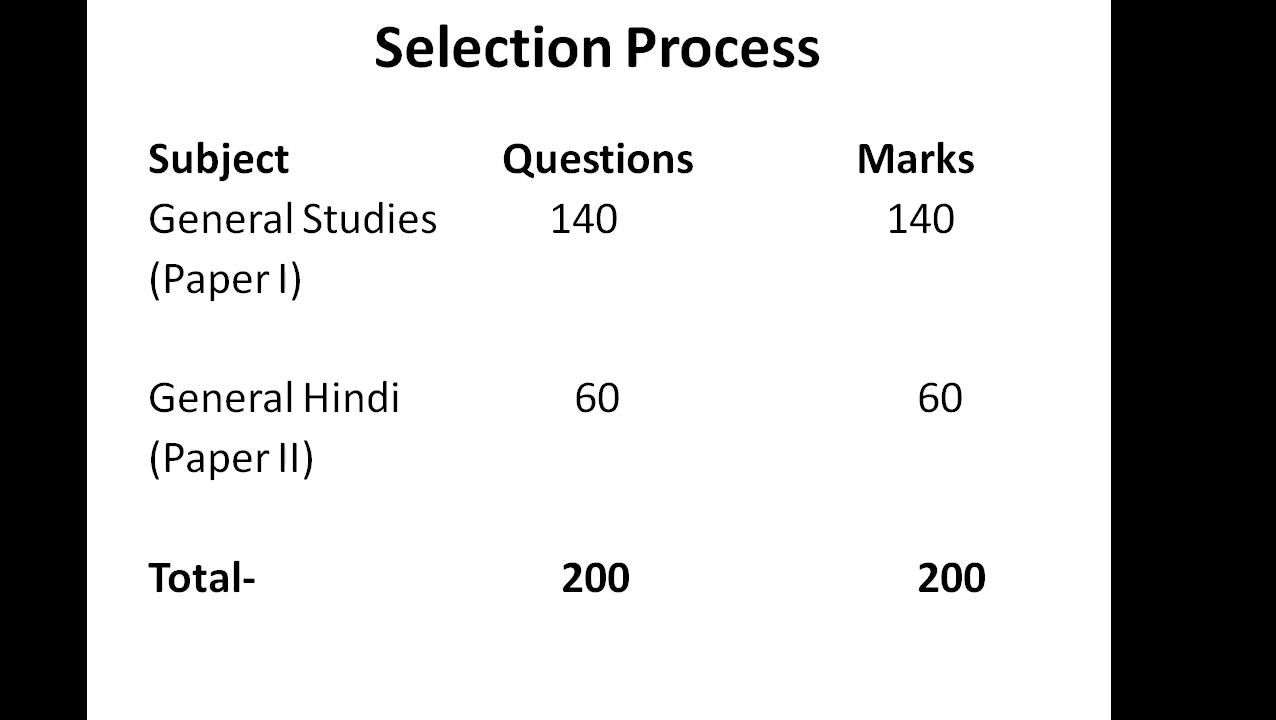 Selection Process
Subject Questions Marks
General Studies 140 140
(Paper I)
General Hindi 60 60
(Paper II)
Total- 200 200